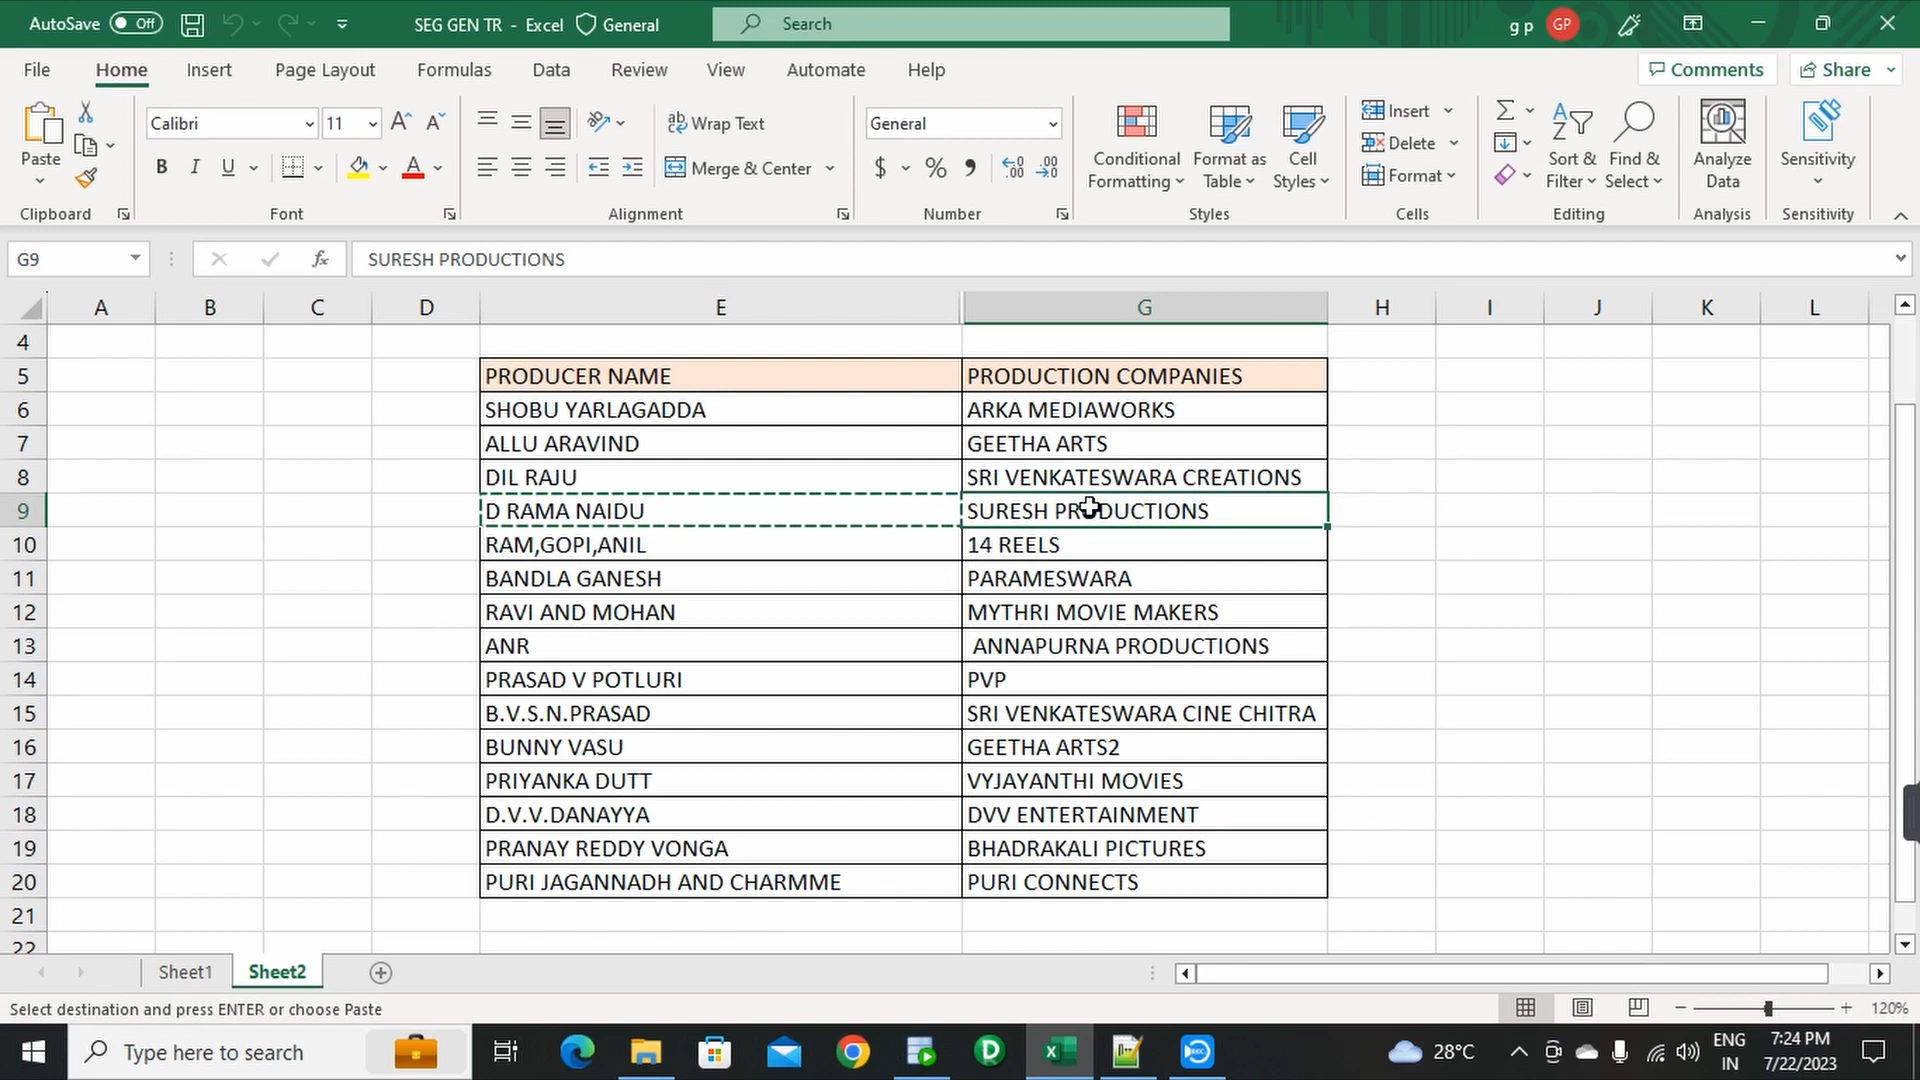 AutoSave Off SEG GEN TR - Excel General Search g p GP
File Home Insert Page Layout Formulas Data Review View Automate Help Comments Share
Paste Calibri 11 Wrap Text General Conditional Formatting Format as Table Cell Styles Insert Sort & Filter Find & Select Analyze Data Sensitivity
B I U Merge & Center $ % Delete
Format
Clipboard Font Alignment Number Styles Cells Editing Analysis Sensitivity
G9 fx SURESH PRODUCTIONS
A B C D E G H I J K L
4
5 PRODUCER NAME PRODUCTION COMPANIES
6 SHOBU YARLAGADDA ARKA MEDIAWORKS
7 ALLU ARAVIND GEETHA ARTS
8 DIL RAJU SRI VENKATESWARA CREATIONS
9 D RAMA NAIDU SURESH PRODUCTIONS
10 RAM,GOPI,ANIL 14 REELS
11 BANDLA GANESH PARAMESWARA
12 RAVI AND MOHAN MYTHRI MOVIE MAKERS
13 ANR ANNAPURNA PRODUCTIONS
14 PRASAD V POTLURI PVP
15 B.V.S.N.PRASAD SRI VENKATESWARA CINE CHITRA
16 BUNNY VASU GEETHA ARTS2
17 PRIYANKA DUTT VYJAYANTHI MOVIES
18 D.V.V.DANAYYA DVV ENTERTAINMENT
19 PRANAY REDDY VONGA BHADRAKALI PICTURES
20 PURI JAGANNADH AND CHARMME PURI CONNECTS
21
22
Sheet1 Sheet2
Select destination and press ENTER or choose Paste 120%
Type here to search 28°C ENG IN 7:24 PM 7/22/2023